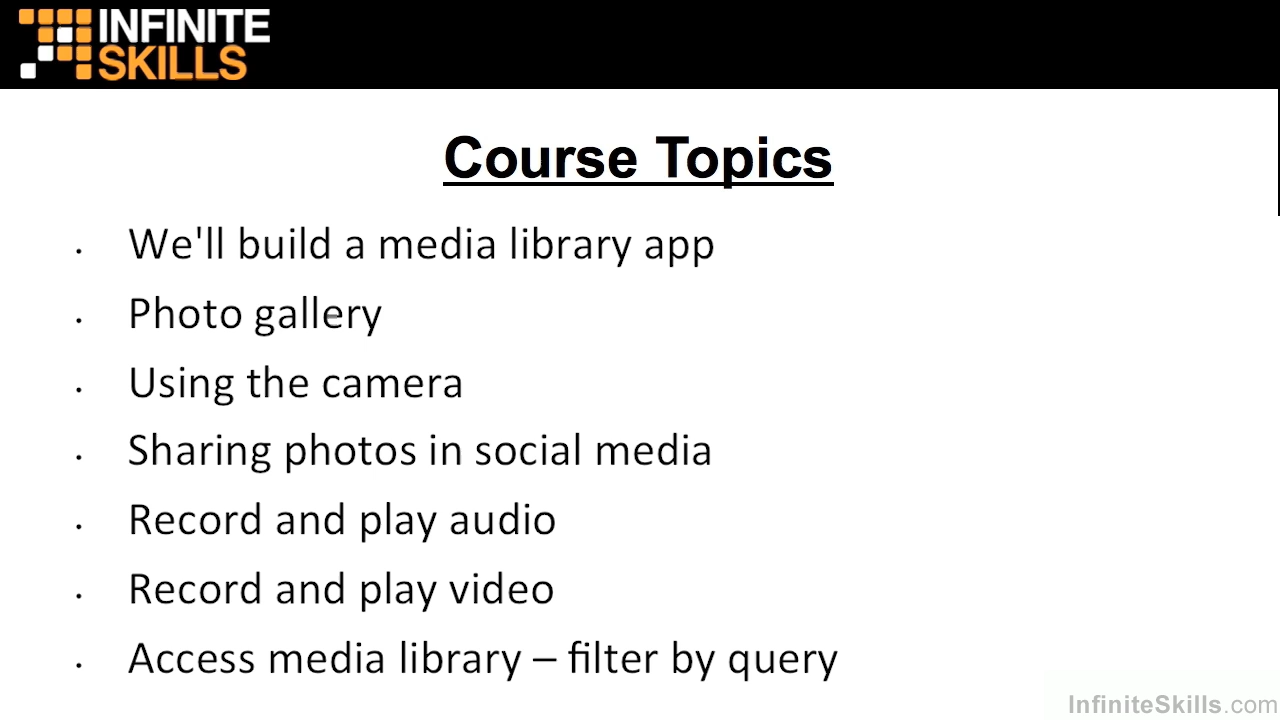 INFINITE
SKILLS
Course Topics
· We'll build a media library app
· Photo gallery
· Using the camera
· Sharing photos in social media
· Record and play audio
· Record and play video
· Access media library – filter by query
InfiniteSkills.com